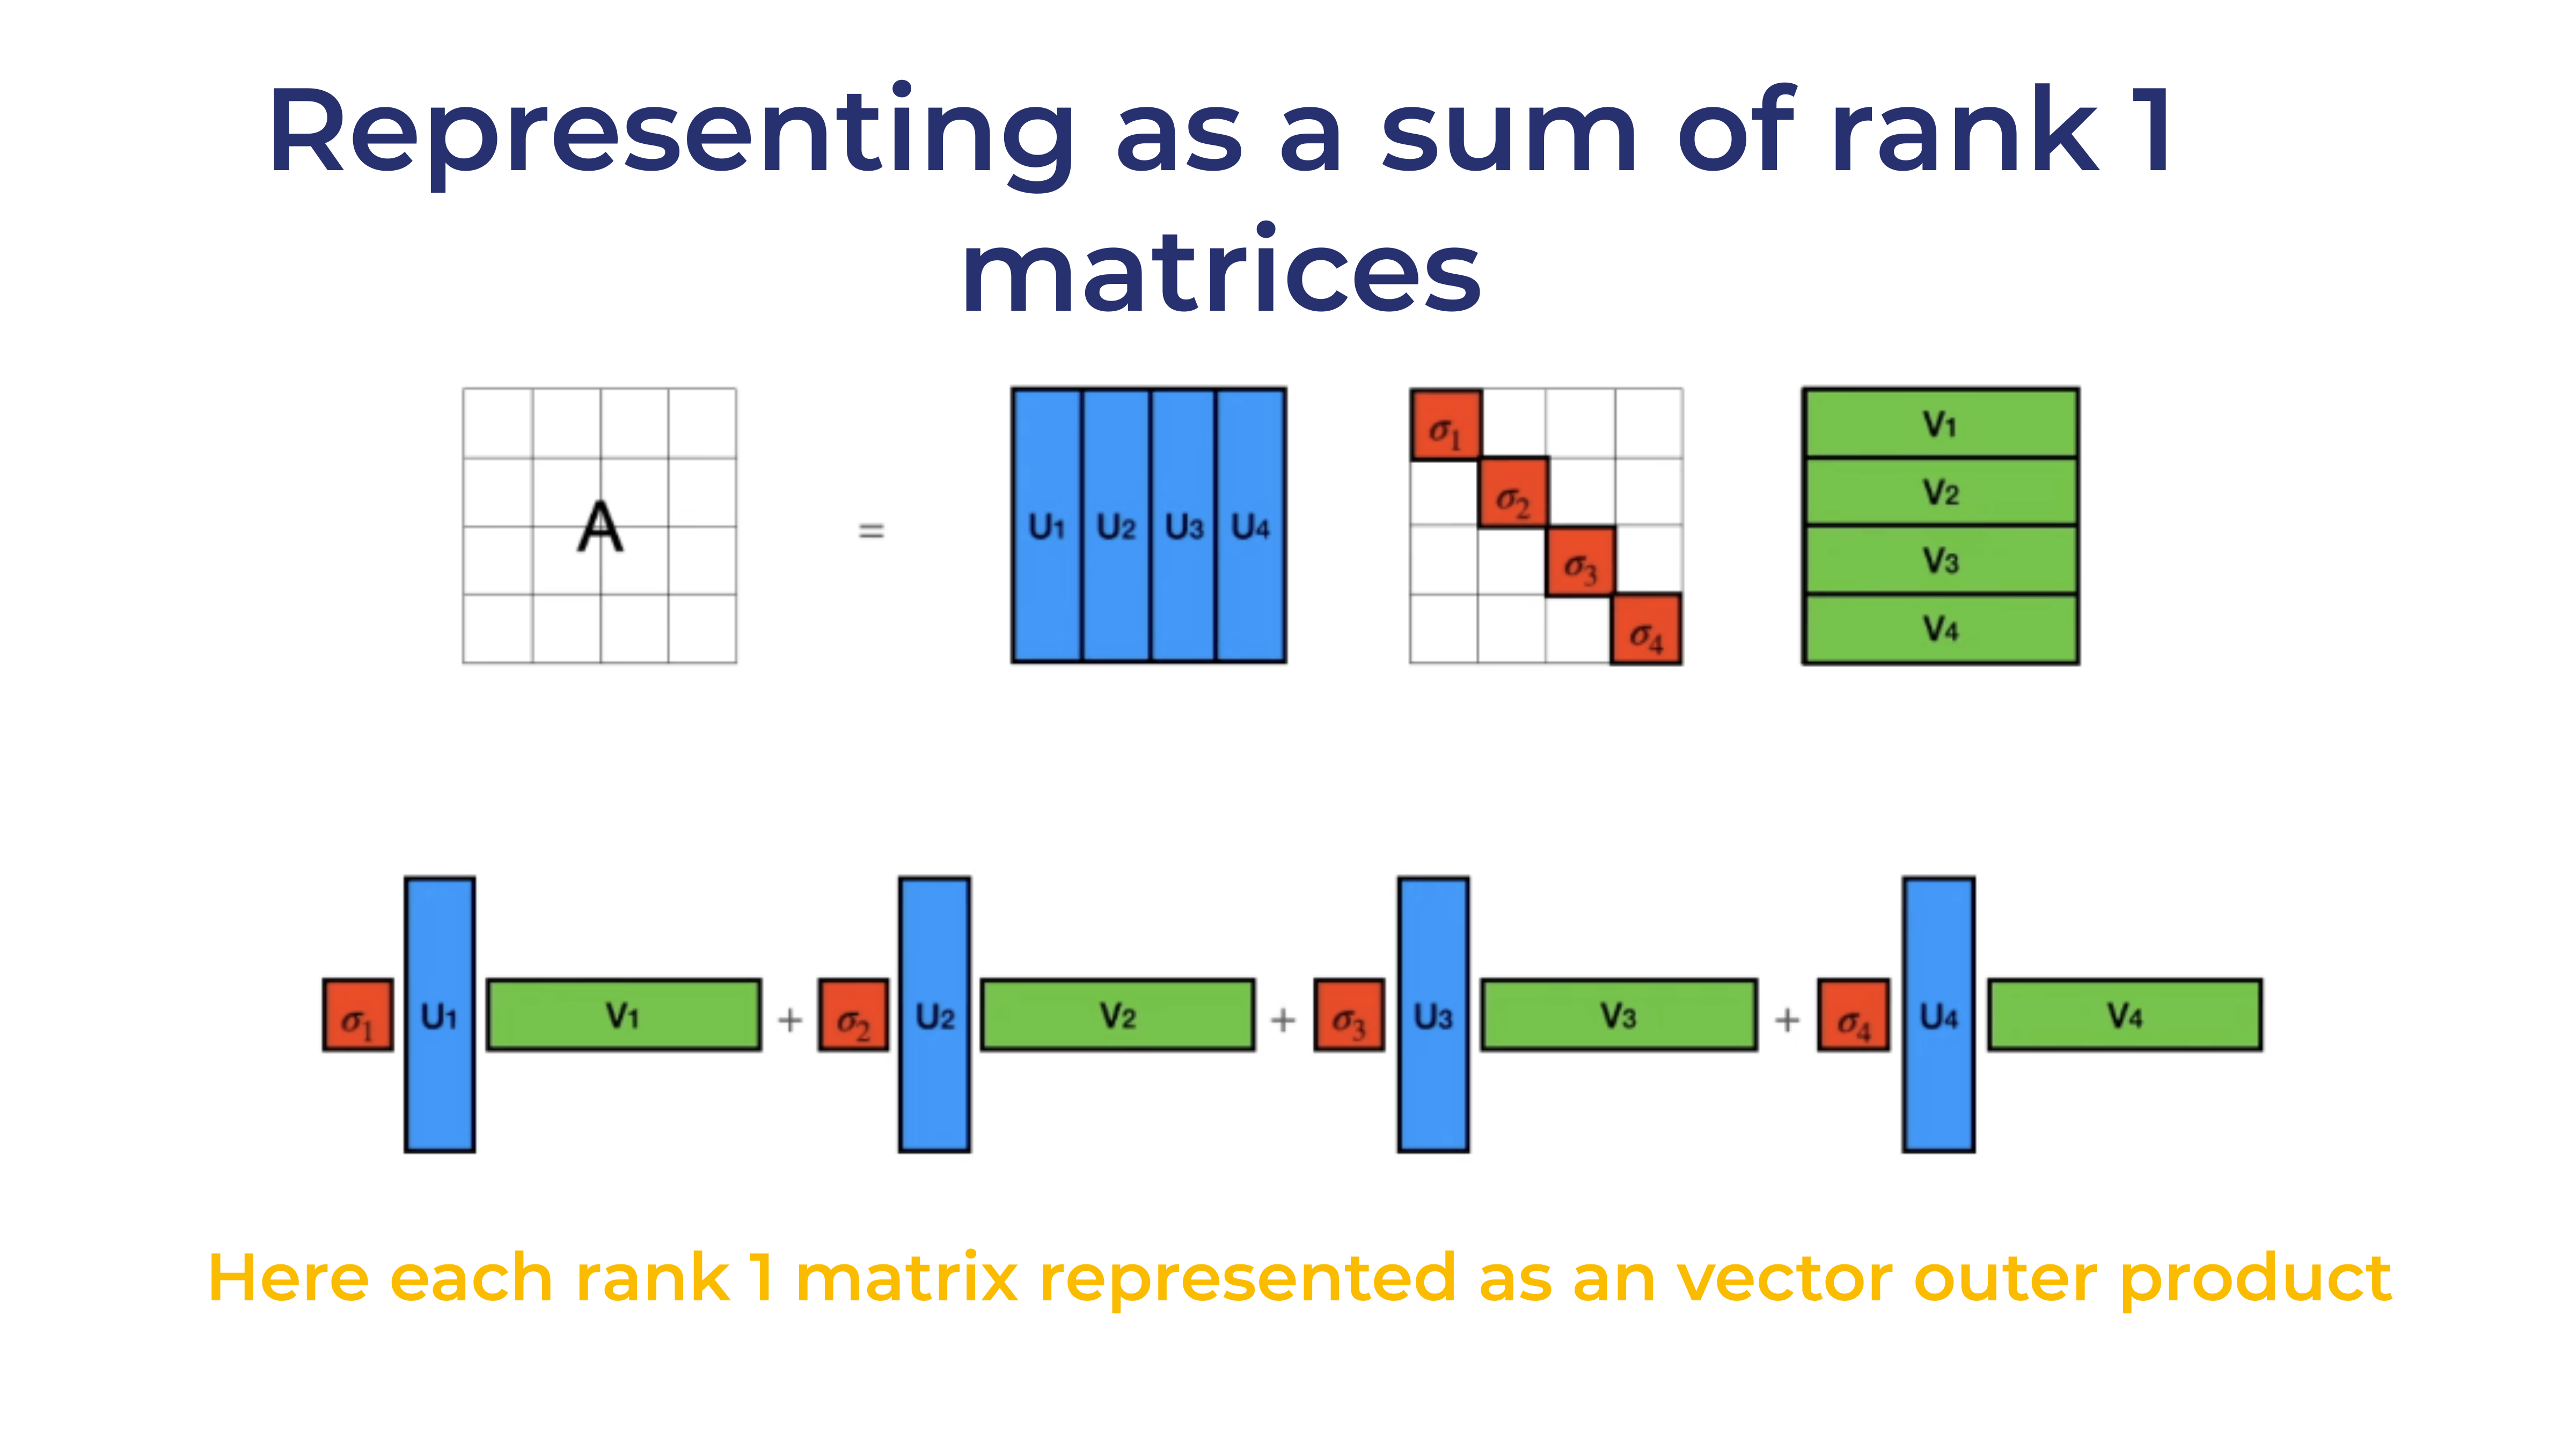 Representing as a sum of rank 1
matrices
A = U1 U2 U3 U4 σ1 σ2 σ3 σ4 V1 V2 V3 V4
σ1 U1 V1 + σ2 U2 V2 + σ3 U3 V3 + σ4 U4 V4
Here each rank 1 matrix represented as an vector outer product